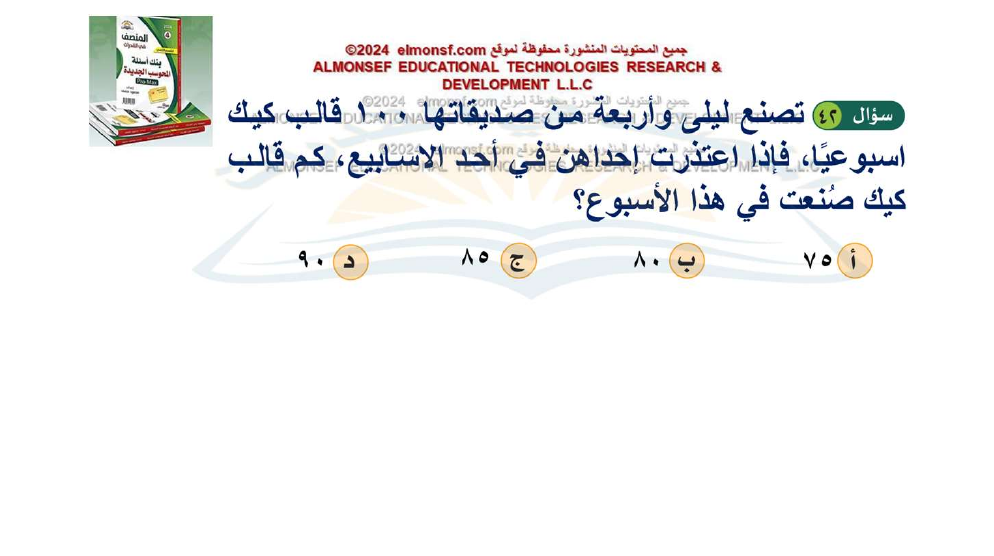 المنصف
في القدرات
بنك أسئلة
المحوسب الجديدة
جميع المحتويات المنشورة محفوظة لموقع elmonsf.com ©2024
ALMONSEF EDUCATIONAL TECHNOLOGIES RESEARCH &
DEVELOPMENT L.L.C
سؤال ٤٢ تصنع ليلى وأربعة من صديقاتها ١٠٠ قالب كيك
اسبوعيًا، فإذا اعتذرت إحداهن في أحد الاسابيع، كم قالب
كيك صُنعت في هذا الأسبوع؟
أ ٧٥ ب ٨٠ ج ٨٥ د ٩٠